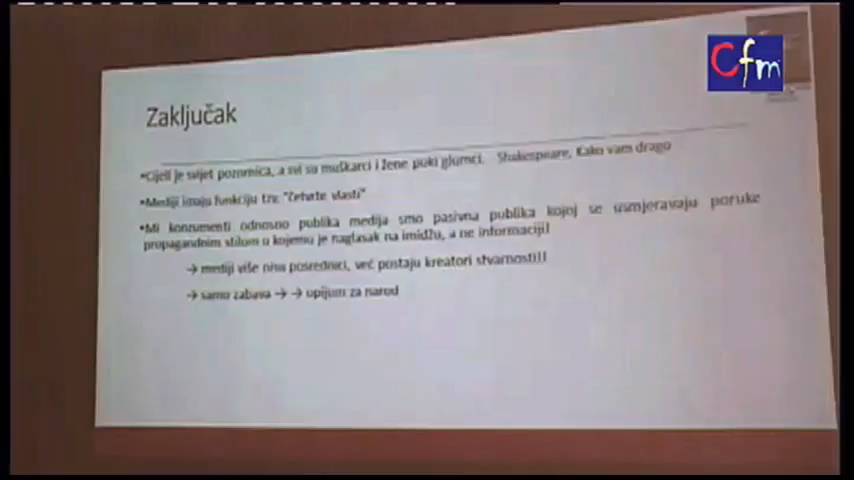 Cfm
Zaključak
•Cijeli je svijet pozornica, a svi su muškarci i žene puki glumci. Shakespeare, Kako vam drago
•Mediji imaju funkciju tzv. "četvrte vlasti"
•Mi konzumenti odnosno publika medija smo pasivna publika kojoj se usmjeravaju poruke
propagandnim stilom u kojemu je naglasak na imidžu, a ne informaciji!
→ mediji više nisu posrednici, već postaju kreatori stvarnosti!!
→ samo zabava → → opijum za narod